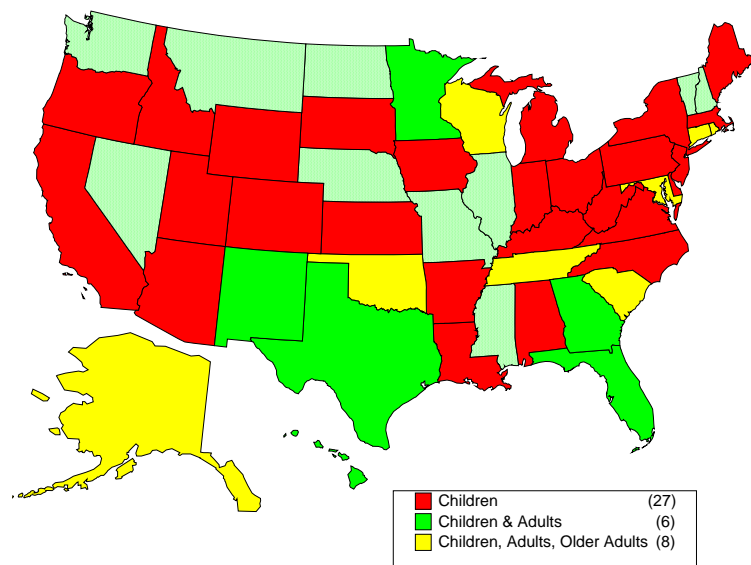 Children (27)
Children & Adults (6)
Children, Adults, Older Adults (8)